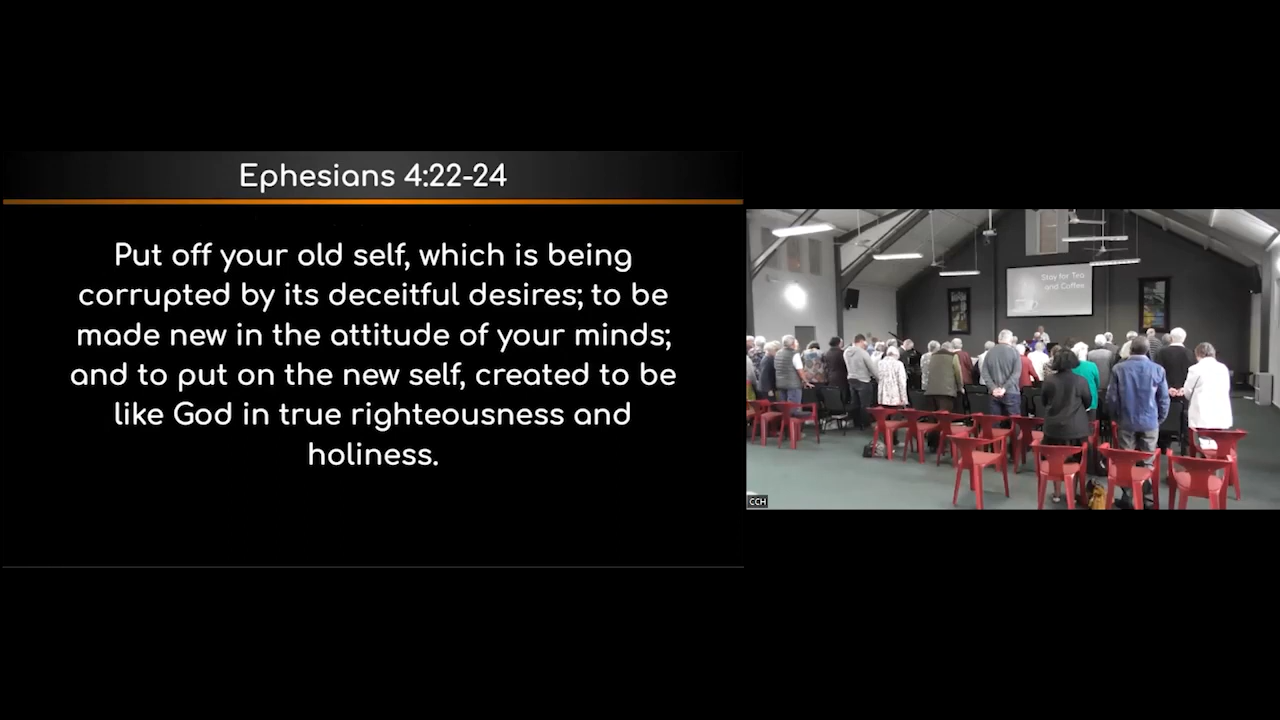 Ephesians 4:22-24
Put off your old self, which is being
corrupted by its deceitful desires; to be
made new in the attitude of your minds;
and to put on the new self, created to be
like God in true righteousness and
holiness.
Stay for Tea
and Coffee
CCH